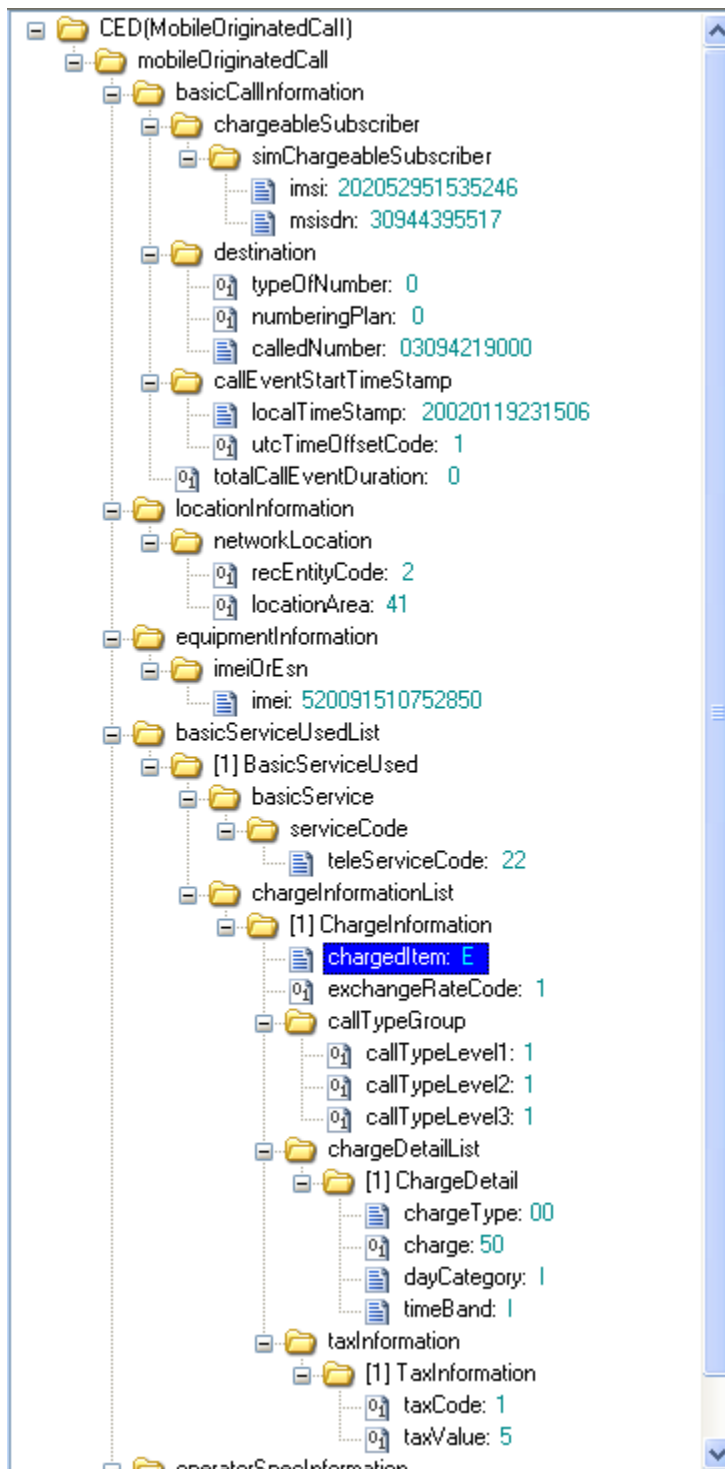 CED(MobileOriginatedCall)
mobileOriginatedCall
basicCallInformation
chargeableSubscriber
simChargeableSubscriber
imsi: 202052951535246
msisdn: 30944395517
destination
typeOfNumber: 0
numberingPlan: 0
calledNumber: 03094219000
callEventStartTimeStamp
localTimeStamp: 20020119231506
utcTimeOffsetCode: 1
totalCallEventDuration: 0
locationInformation
networkLocation
recEntityCode: 2
locationArea: 41
equipmentInformation
imeiOrEsn
imei: 520091510752850
basicServiceUsedList
[1] BasicServiceUsed
basicService
serviceCode
teleServiceCode: 22
chargeInformationList
[1] ChargeInformation
chargedItem: E
exchangeRateCode: 1
callTypeGroup
callTypeLevel1: 1
callTypeLevel2: 1
callTypeLevel3: 1
chargeDetailList
[1] ChargeDetail
chargeType: 00
charge: 50
dayCategory: I
timeBand: I
taxInformation
[1] TaxInformation
taxCode: 1
taxValue: 5
operatorSpecInformation